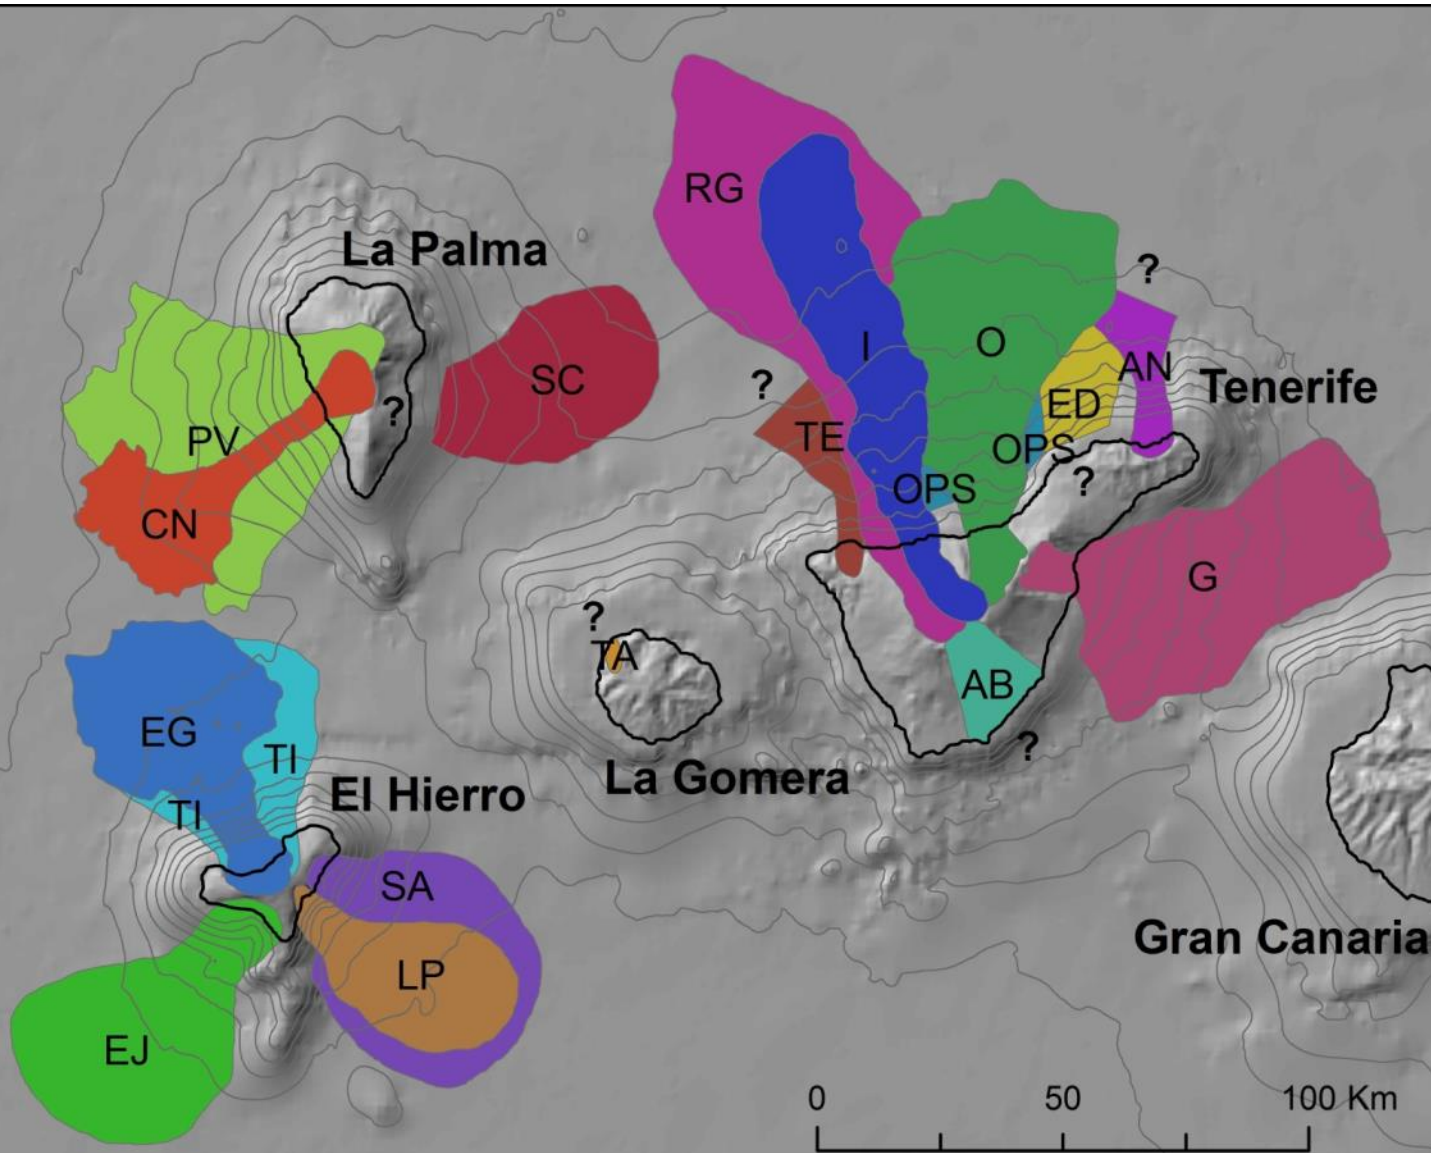 RG
La Palma
?
I
O
AN
Tenerife
SC
?
?
ED
PV
TE
OPS
?
OPS
CN
G
?
TA
AB
EG
TI
?
La Gomera
El Hierro
TI
SA
Gran Canaria
LP
EJ
0 50 100 Km